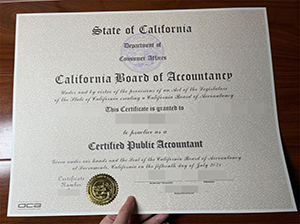 State of California
Department of
Consumer Affairs
California Board of Accountancy
Under and by virtue of the provisions of an Act of the Legislature
of the State of California creating a California Board of Accountancy
This Certificate is granted to
to practice as a
Certified Public Accountant
Given under our hands and the Seal of the California Board of Accountancy
at Sacramento, California on the fifteenth day of July 2021
Certificate
Number